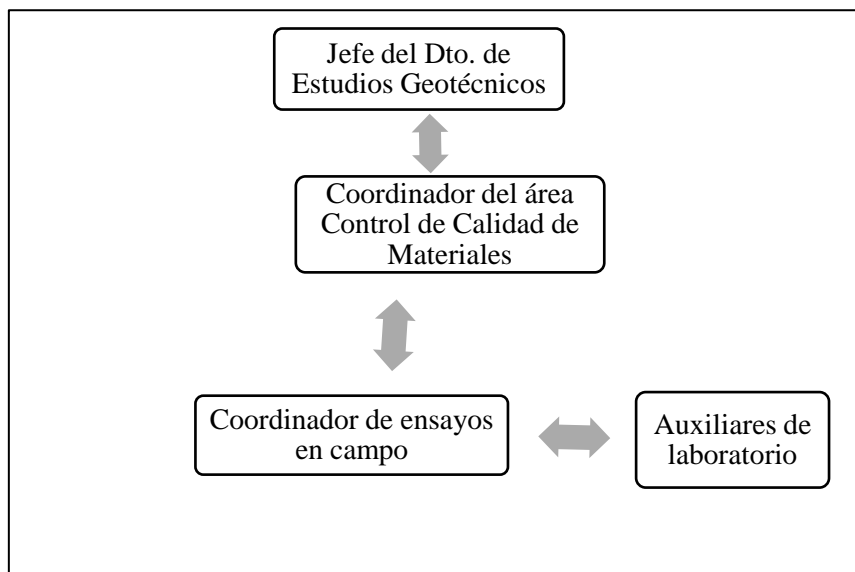 Jefe del Dto. de
Estudios Geotécnicos
Coordinador del área
Control de Calidad de
Materiales
Coordinador de ensayos
en campo
Auxiliares de
laboratorio